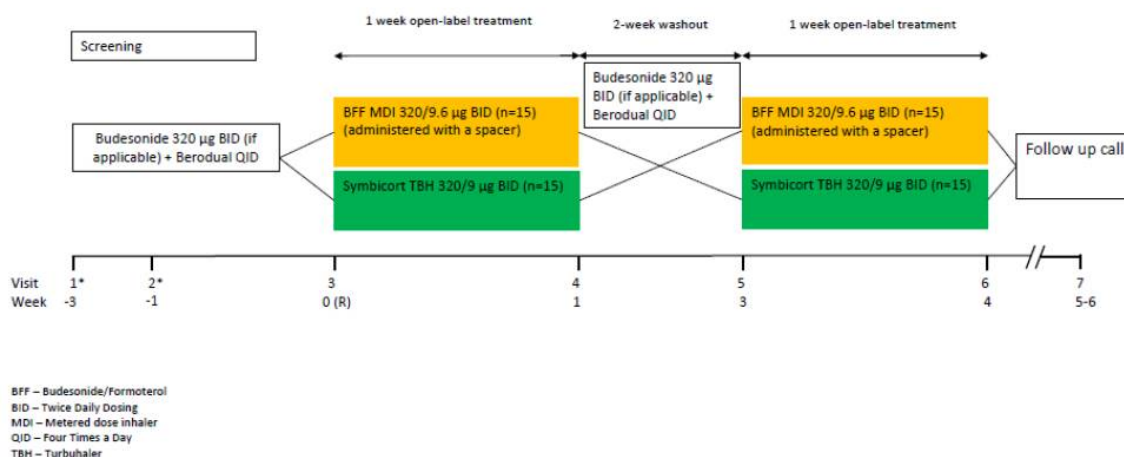 1 week open-label treatment
2-week washout
1 week open-label treatment
Screening
Budesonide 320 µg BID (if
applicable) + Berodual QID
BFF MDI 320/9.6 µg BID (n=15)
(administered with a spacer)
Symbicort TBH 320/9 µg BID (n=15)
Budesonide 320 µg
BID (if applicable) +
Berodual QID
BFF MDI 320/9.6 µg BID (n=15)
(administered with a spacer)
Symbicort TBH 320/9 µg BID (n=15)
Follow up call
Visit 1* 2* 3 4 5 6 7
Week -3 -1 0 (R) 1 3 4 5-6
BFF – Budesonide/Formoterol
BID – Twice Daily Dosing
MDI – Metered dose inhaler
QID – Four Times a Day
TBH – Turbuhaler